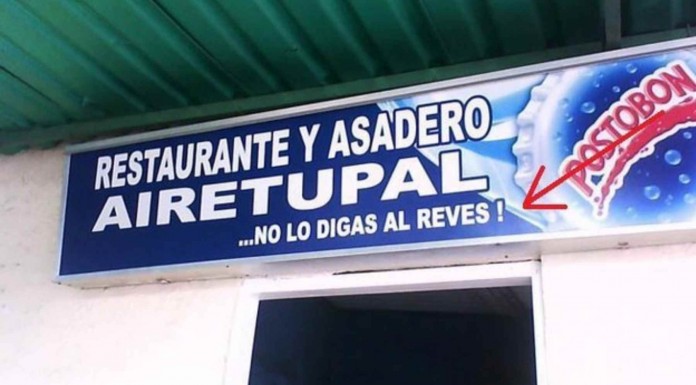 RESTAURANTE Y ASADERO
AIRETUPAL
...NO LO DIGAS AL REVES !
POSTOBON